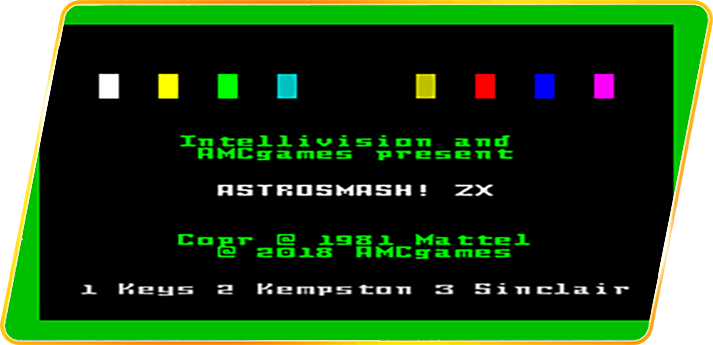 Intellivision and
AMCgames present
ASTROSMASH! ZX
Copr @ 1981 Mattel
@ 2018 AMCgames
1 Keys 2 Kempston 3 Sinclair